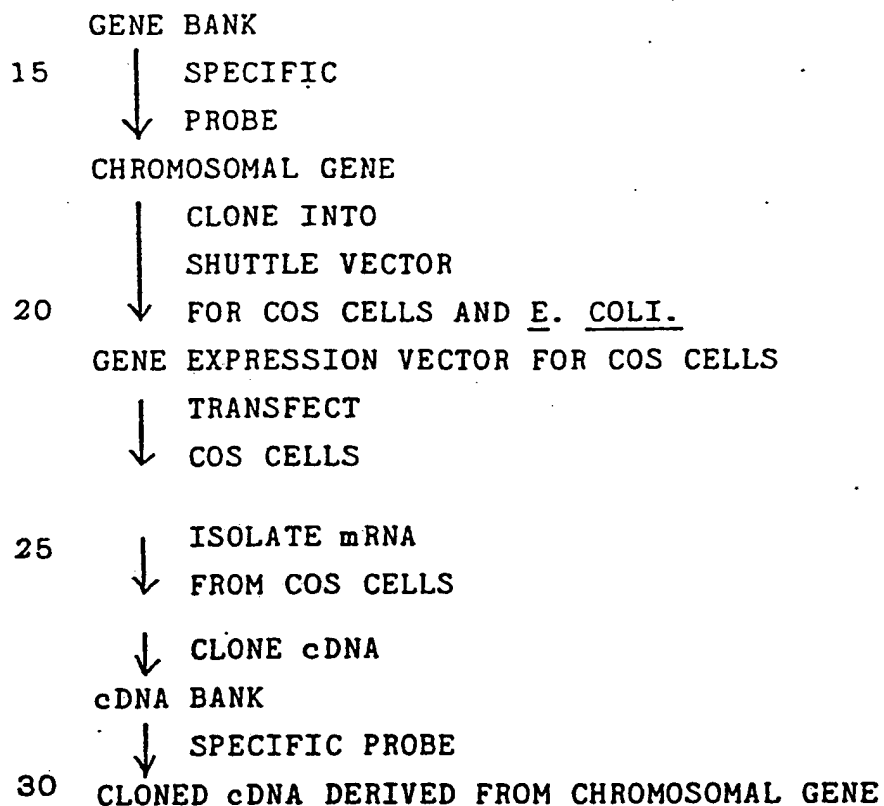 GENE BANK
15 SPECIFIC
PROBE
CHROMOSOMAL GENE
CLONE INTO
SHUTTLE VECTOR
20 FOR COS CELLS AND E. COLI.
GENE EXPRESSION VECTOR FOR COS CELLS
TRANSFECT
COS CELLS
25 ISOLATE mRNA
FROM COS CELLS
CLONE cDNA
cDNA BANK
SPECIFIC PROBE
30 CLONED cDNA DERIVED FROM CHROMOSOMAL GENE